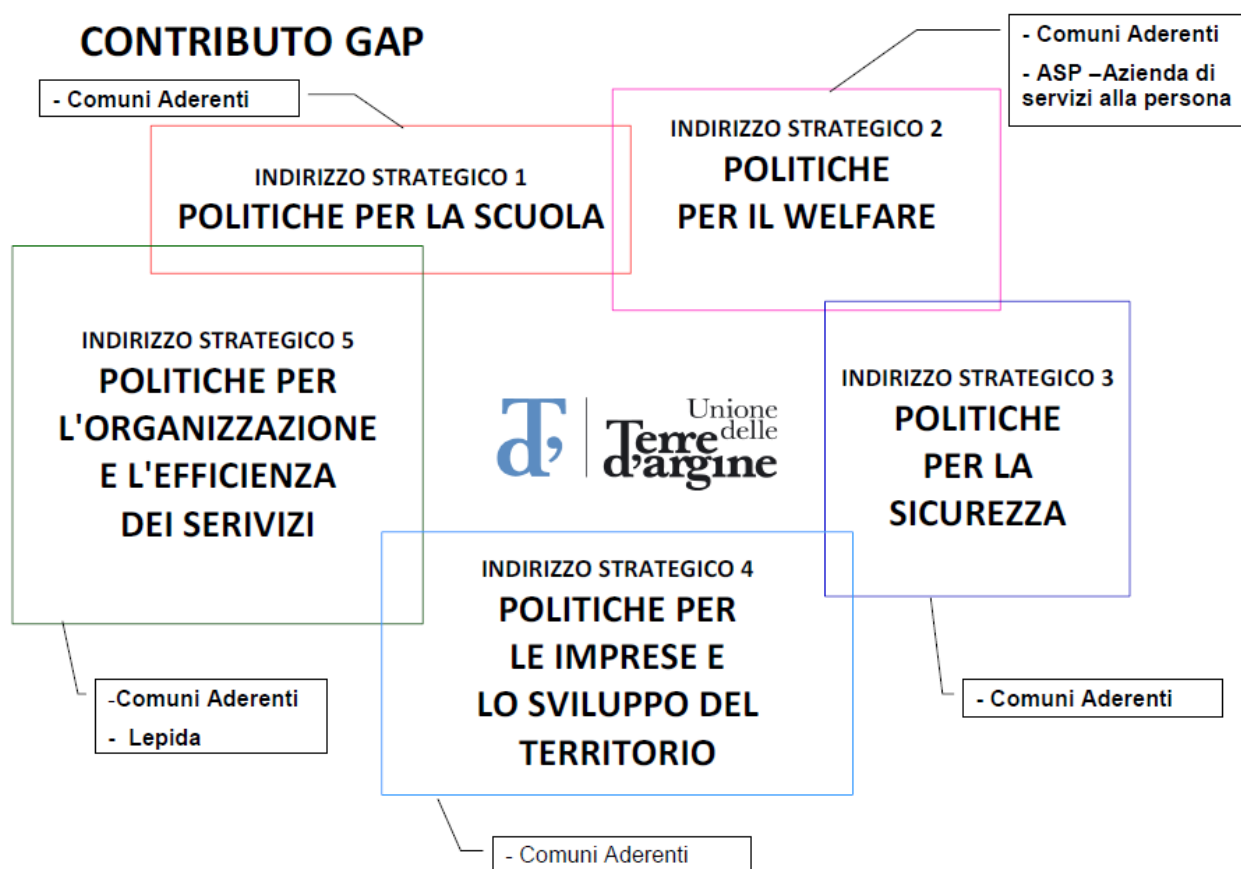 CONTRIBUTO GAP
- Comuni Aderenti
- ASP –Azienda di
servizi alla persona
- Comuni Aderenti
INDIRIZZO STRATEGICO 1
POLITICHE PER LA SCUOLA
INDIRIZZO STRATEGICO 2
POLITICHE
PER IL WELFARE
INDIRIZZO STRATEGICO 5
POLITICHE PER
L'ORGANIZZAZIONE
E L'EFFICIENZA
DEI SERIVIZI
Td'
Unione
delle
Terre
d'argine
INDIRIZZO STRATEGICO 3
POLITICHE
PER LA
SICUREZZA
INDIRIZZO STRATEGICO 4
POLITICHE PER
LE IMPRESE E
LO SVILUPPO DEL
TERRITORIO
-Comuni Aderenti
- Lepida
- Comuni Aderenti
- Comuni Aderenti